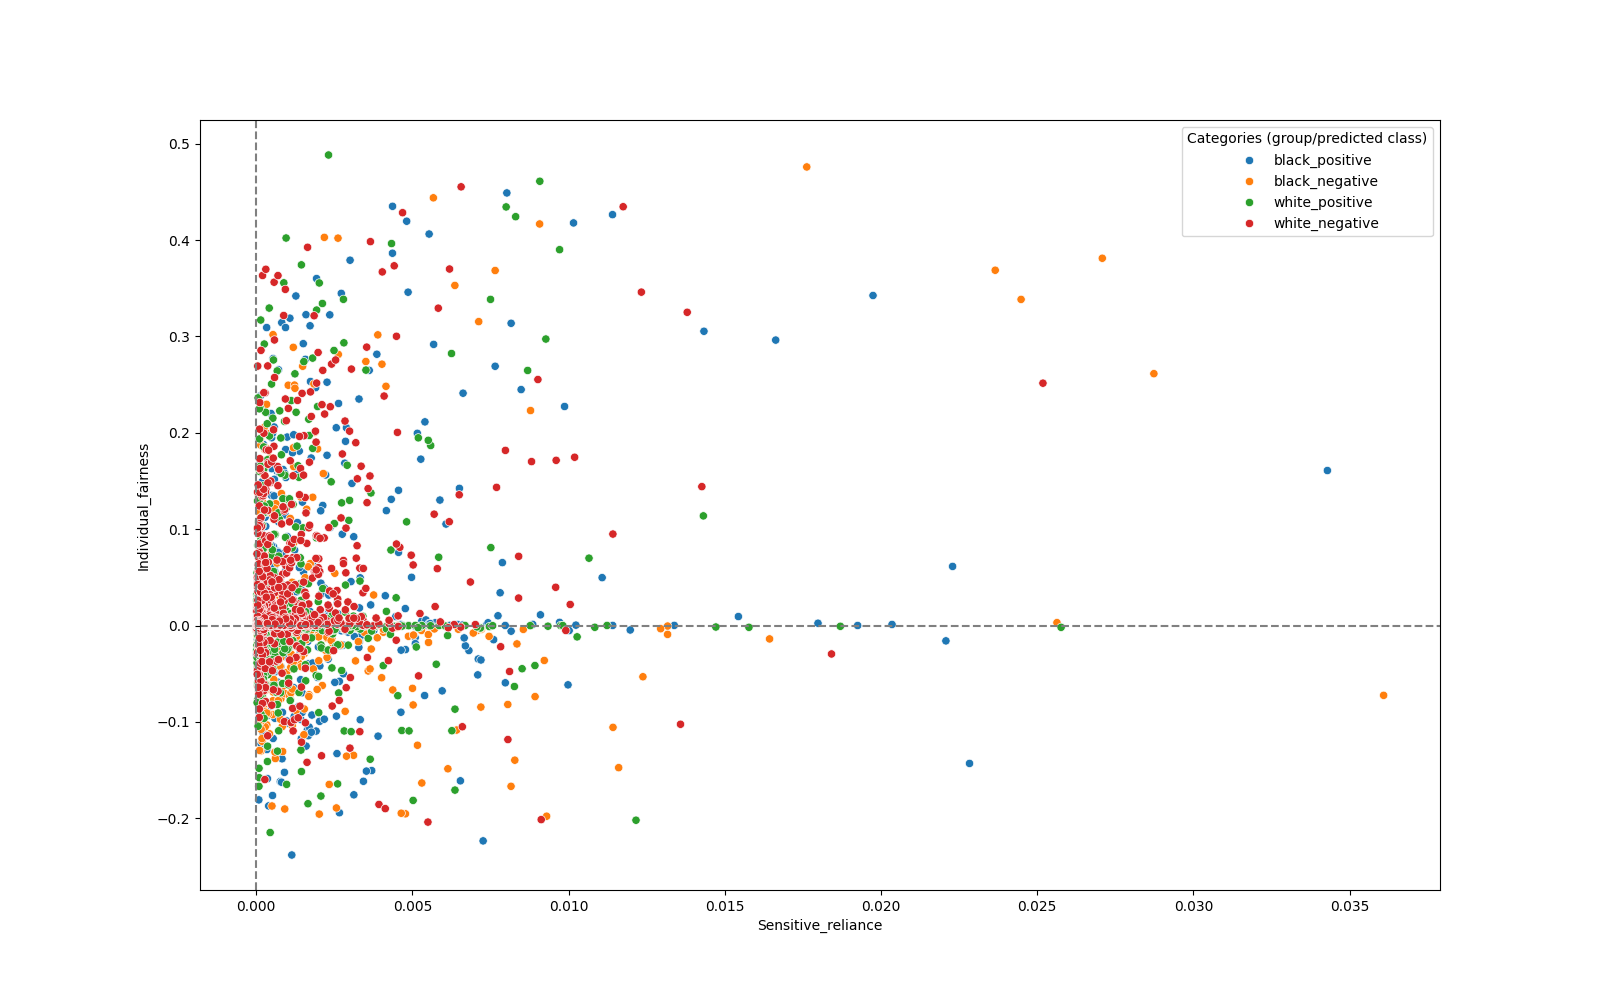 Categories (group/predicted class)
black_positive
black_negative
white_positive
white_negative
0.5
0.4
0.3
0.2
0.1
0.0
−0.1
−0.2
Individual_fairness
0.000
0.005
0.010
0.015
0.020
0.025
0.030
0.035
Sensitive_reliance